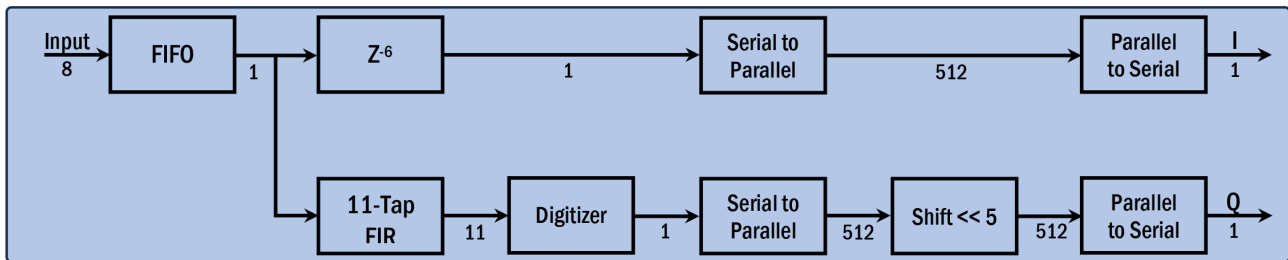 Input
8
FIFO
1
Z-6
1
Serial to
Parallel
512
Parallel
to Serial
I
1
11-Tap
FIR
11
Digitizer
1
Serial to
Parallel
512
Shift << 5
512
Parallel
to Serial
Q
1